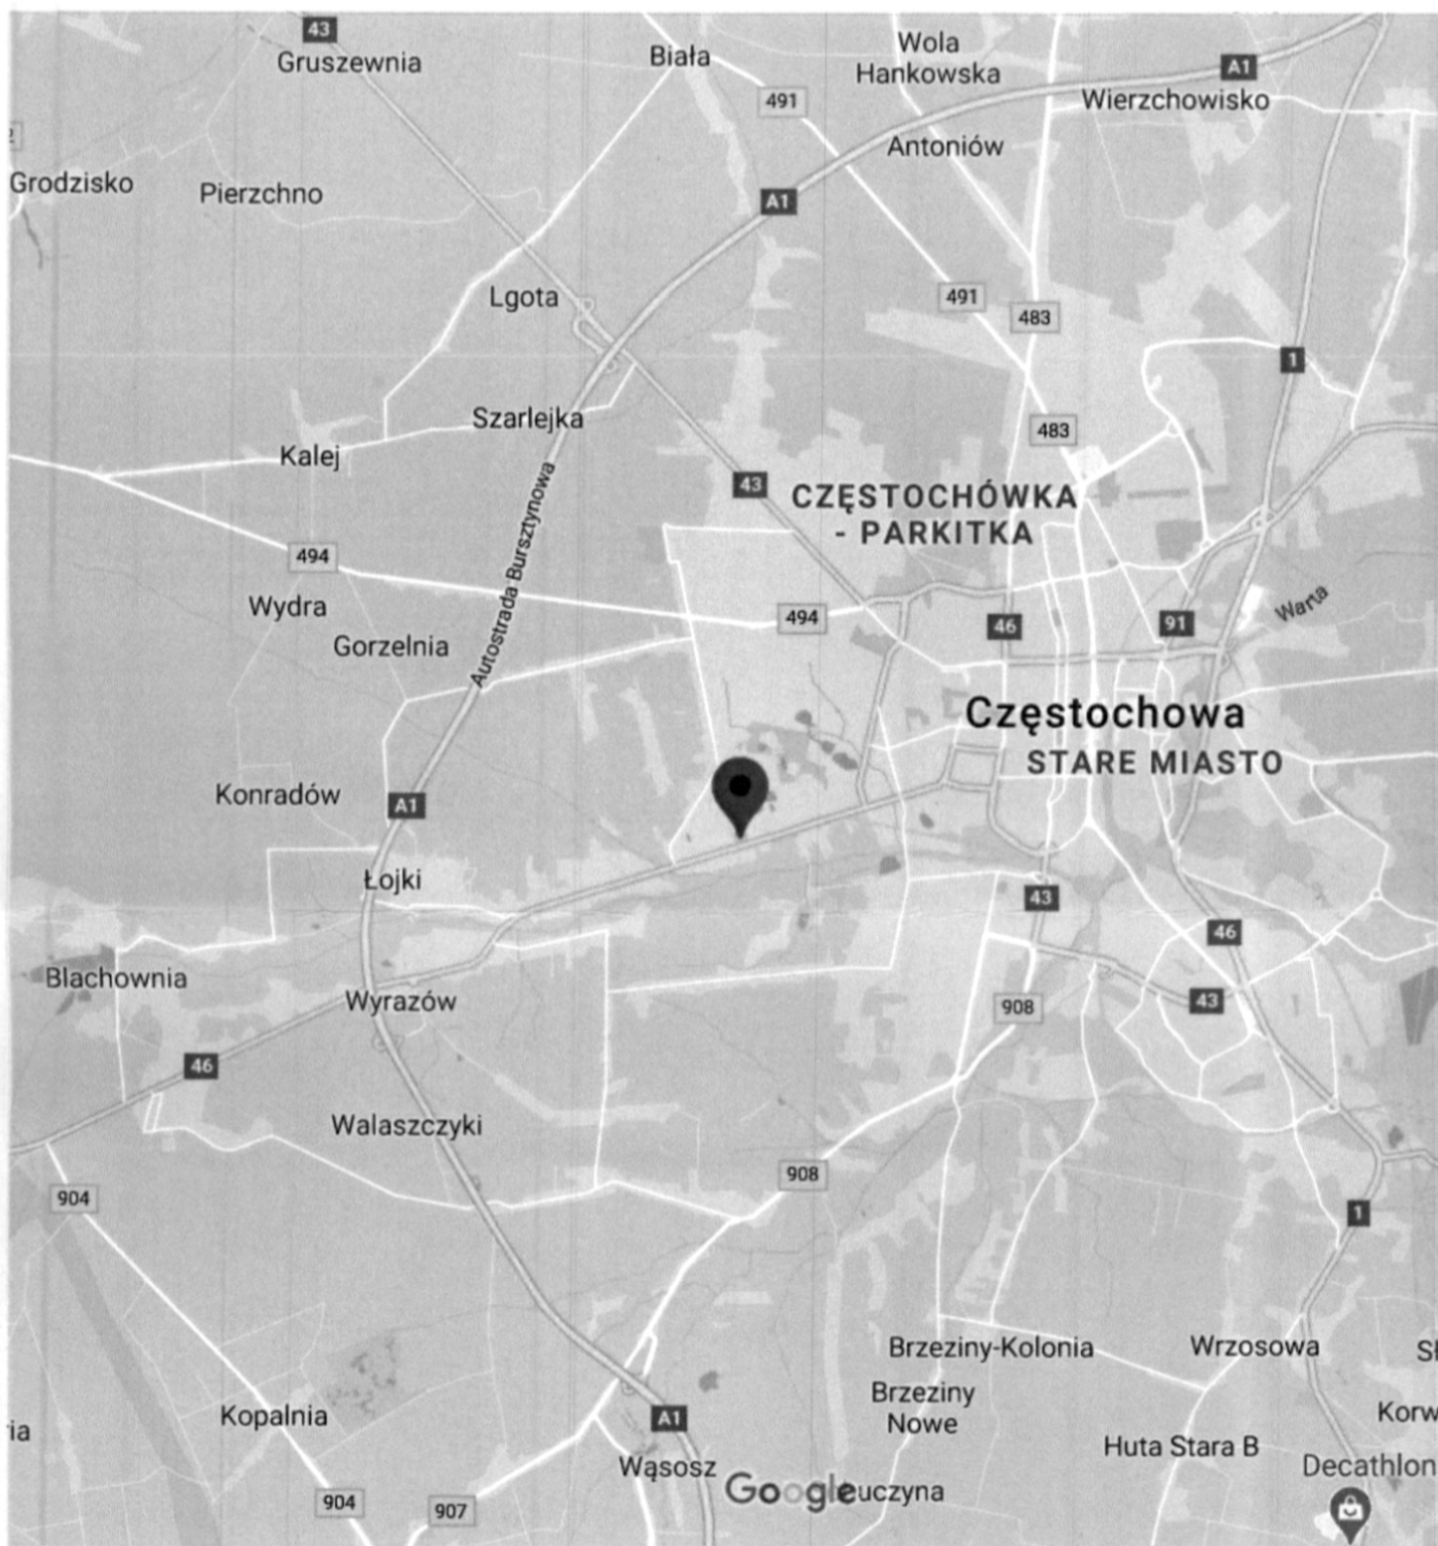 43
Gruszewnia
Biała
Wola
Hankowska
A1
491
Wierzchowisko
Antoniów
Grodzisko
Pierzchno
A1
Lgota
491
483
1
Szarlejka
483
Kalej
43
CZĘSTOCHÓWKA
- PARKITKA
Autostrada Bursztynowa
494
Wydra
494
46
91
Warta
Gorzelnia
Częstochowa
STARE MIASTO
Konradów
A1
Łojki
43
46
Blachownia
Wyrazów
908
43
46
Walaszczyki
908
904
1
Brzeziny-Kolonia
Wrzosowa
Brzeziny
Nowe
Kopalnia
A1
Korw
ria
Huta Stara B
Wąsosz
Decathlon
Google
uczyna
904
907